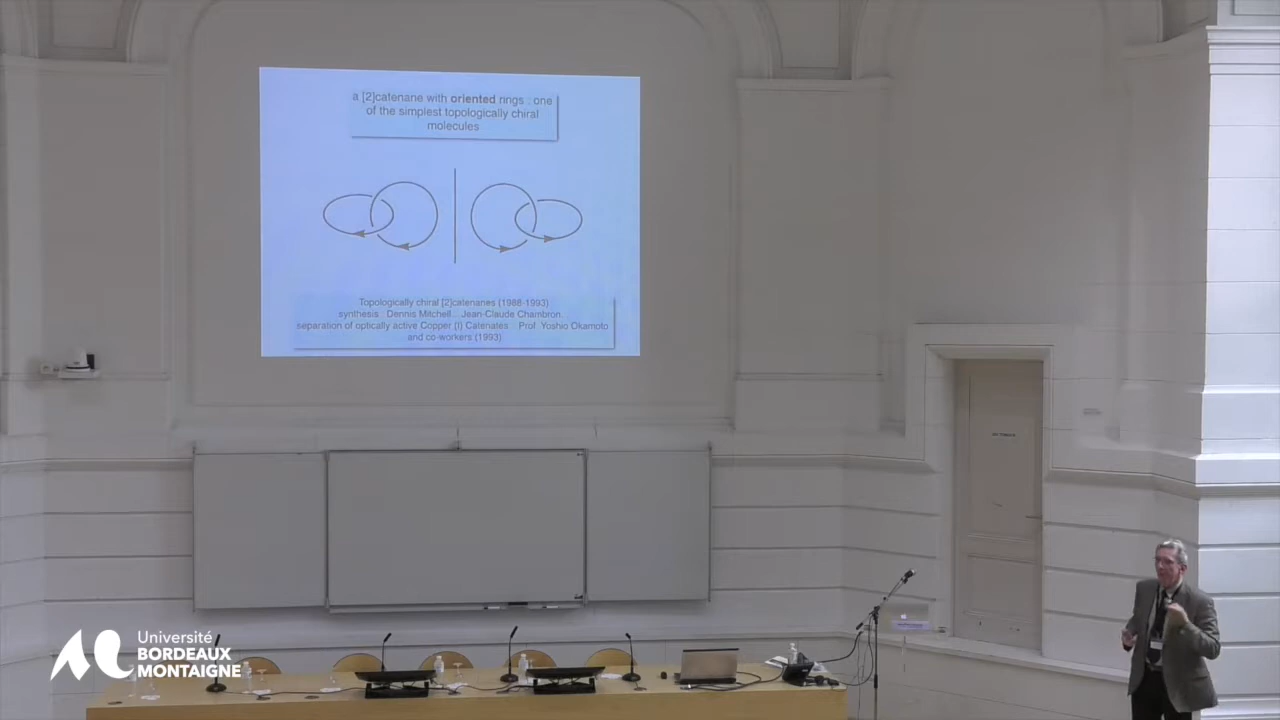 a [2]catenane with oriented rings : one
of the simplest topologically chiral
molecules
Topologically chiral [2]catenanes (1988-1993)
synthesis : Dennis Mitchell... Jean-Claude Chambron.
separation of optically active Copper (I) Catenates : Prof. Yoshio Okamoto
and co-workers (1993)
Université
BORDEAUX
MONTAIGNE